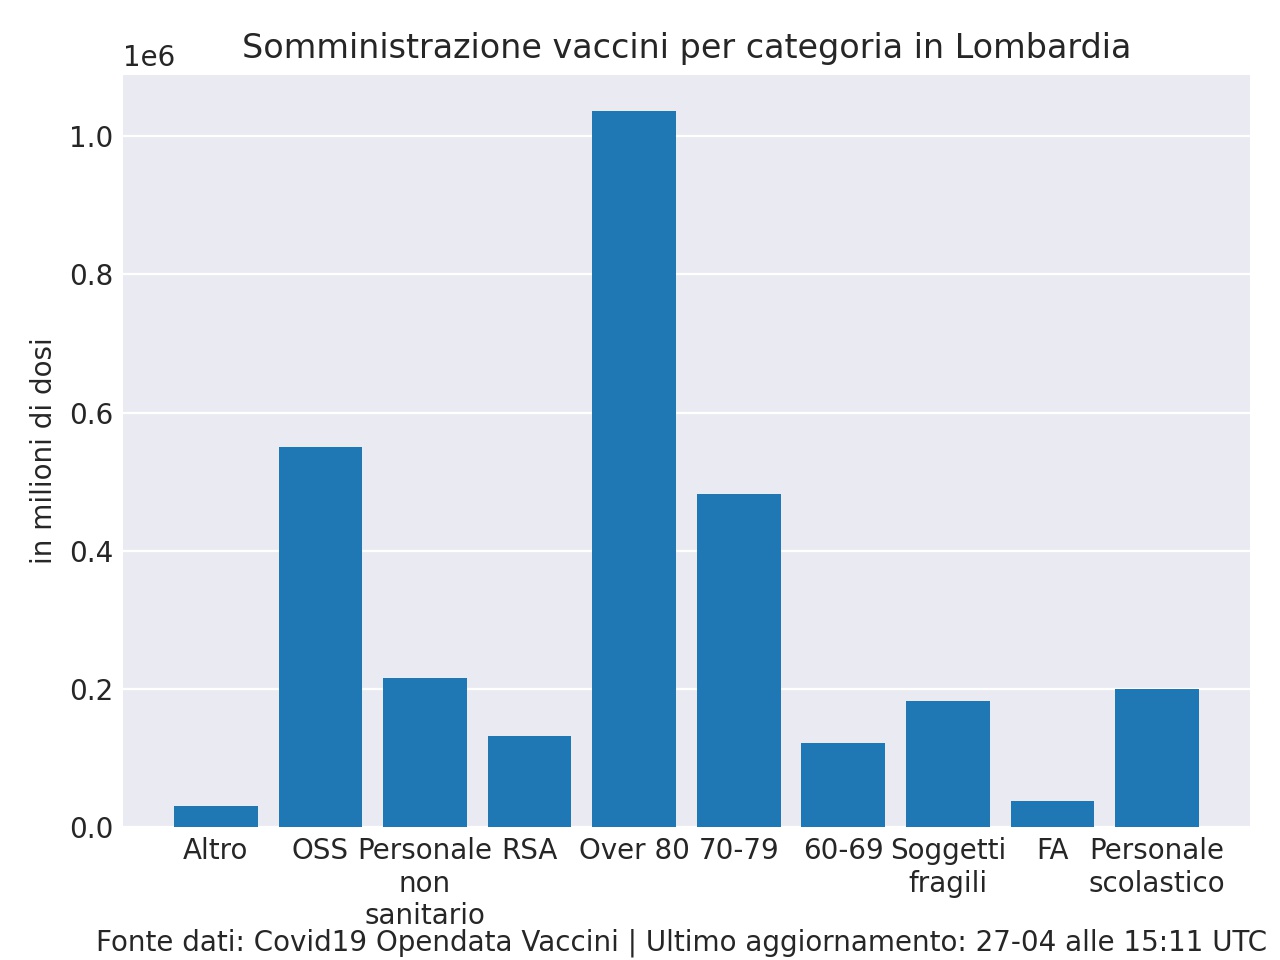 Somministrazione vaccini per categoria in Lombardia
1e6
1.0
0.8
0.6
0.4
0.2
0.0
in milioni di dosi
Altro
OSS
Personale
non
sanitario
RSA
Over 80
70-79
60-69
Soggetti
fragili
FA
Personale
scolastico
Fonte dati: Covid19 Opendata Vaccini | Ultimo aggiornamento: 27-04 alle 15:11 UTC